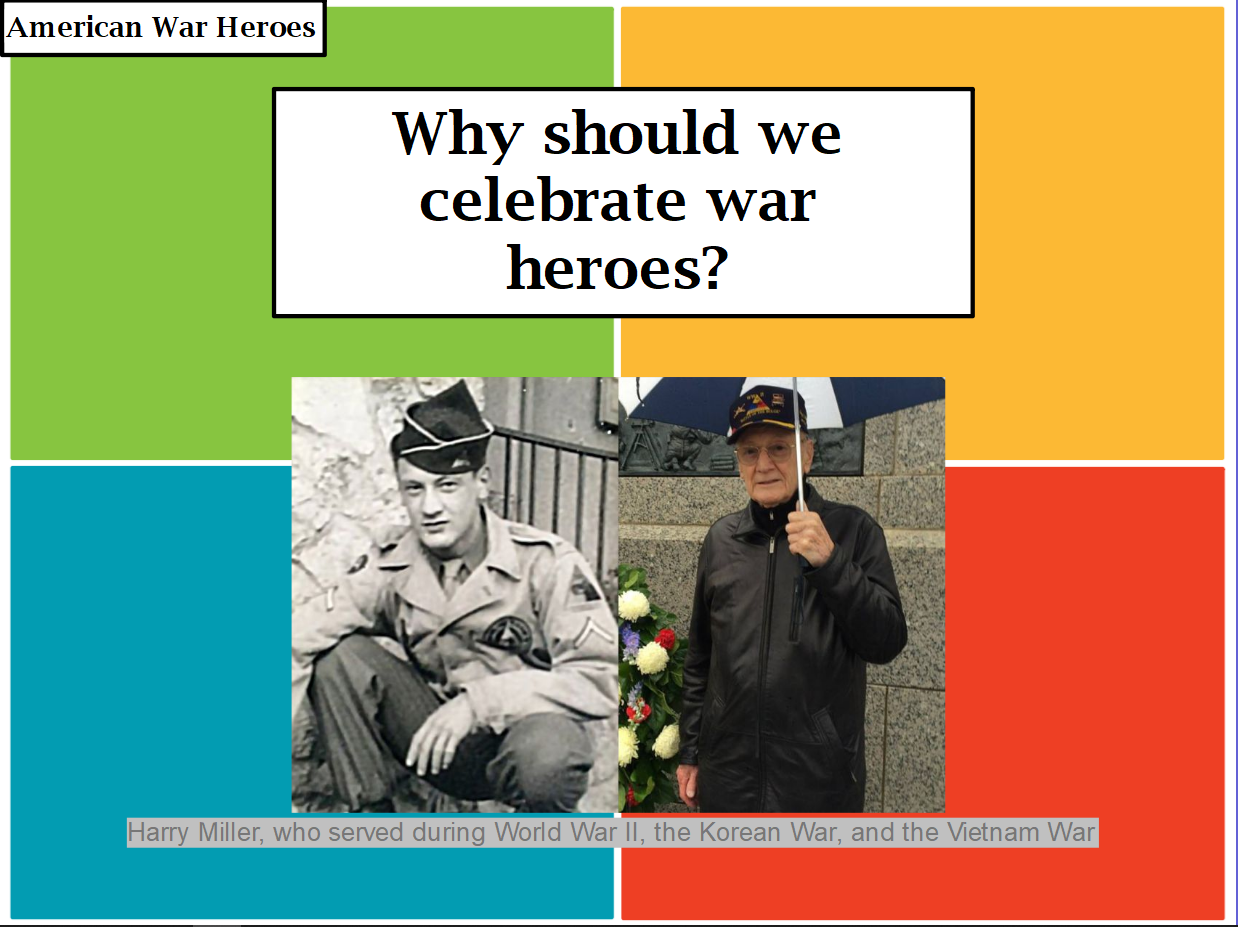 American War Heroes
Why should we
celebrate war
heroes?
Harry Miller, who served during World War II, the Korean War, and the Vietnam War